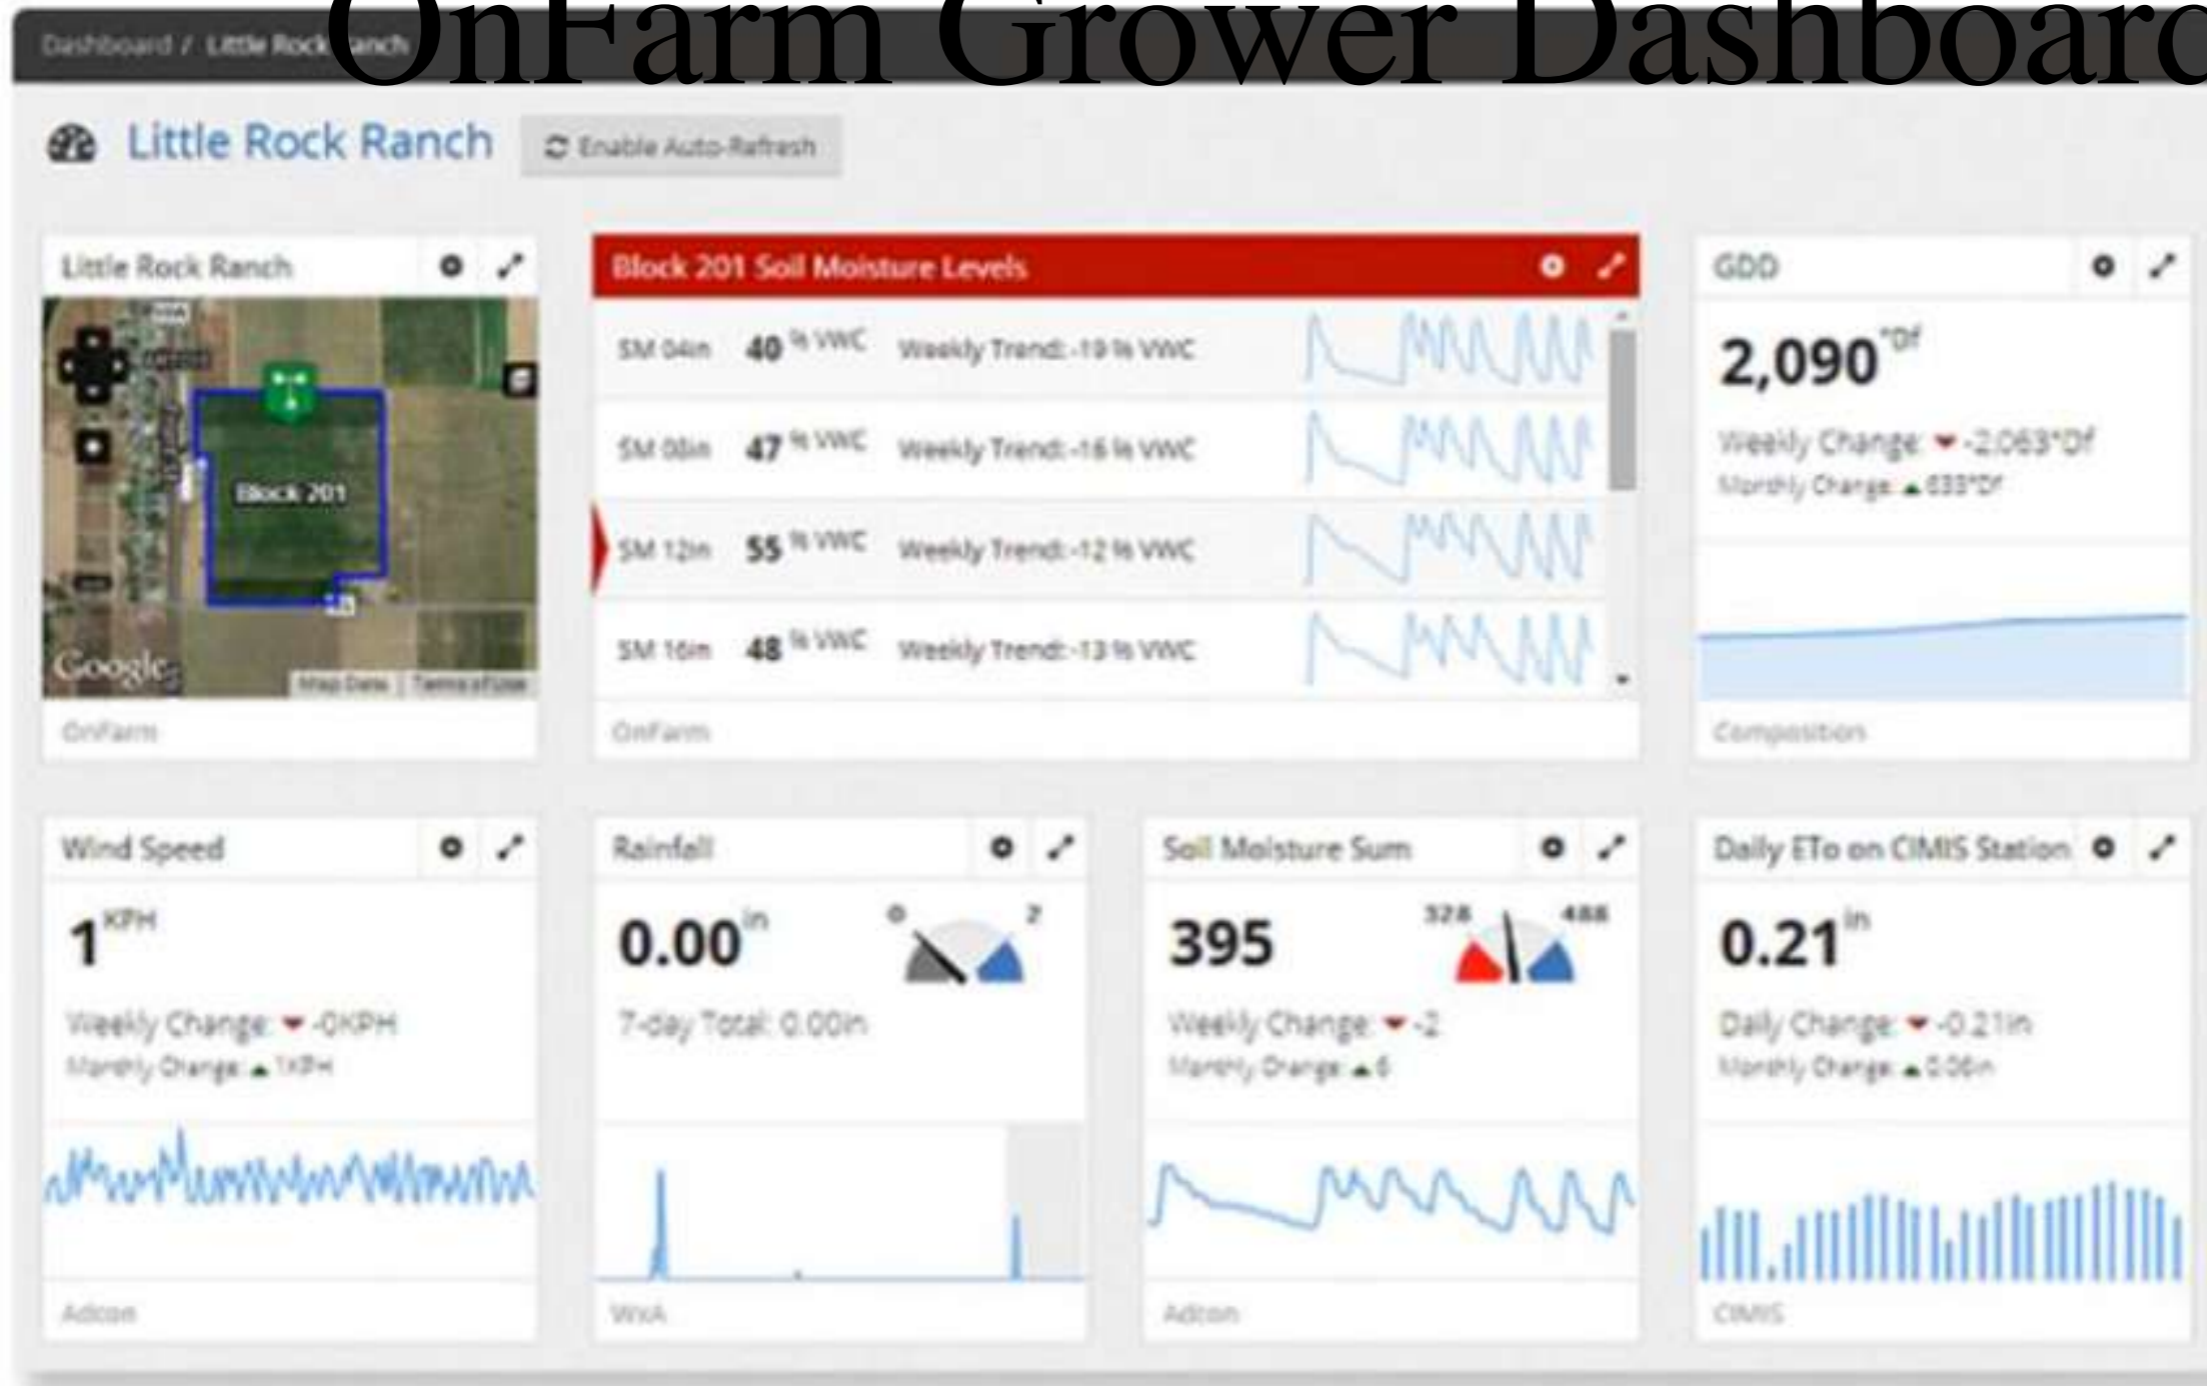 OnFarm Grower Dashboard
Dashboard / Little Rock Ranch
Little Rock Ranch
Enable Auto-Refresh
Little Rock Ranch
Block 201
Google
Map Data
Terms of Use
OnFarm
Block 201 Soil Moisture Levels
SM 04in 40 % VWC Weekly Trend: -19 % VWC
SM 08in 47 % VWC Weekly Trend: -16 % VWC
SM 12in 55 % VWC Weekly Trend: -12 % VWC
SM 16in 48 % VWC Weekly Trend: -13 % VWC
OnFarm
GDD
2,090 °Df
Weekly Change: -2,063°Df
Monthly Change: 633°Df
Composition
Wind Speed
1 KPH
Weekly Change: -0KPH
Monthly Change: 1KPH
Adcon
Rainfall
0.00 in
0 2
7-day Total: 0.00in
WxA
Soil Moisture Sum
395
328 488
Weekly Change: -2
Monthly Change: 6
Adcon
Daily ETo on CIMIS Station
0.21 in
Daily Change: -0.21in
Monthly Change: 0.06in
CIMIS